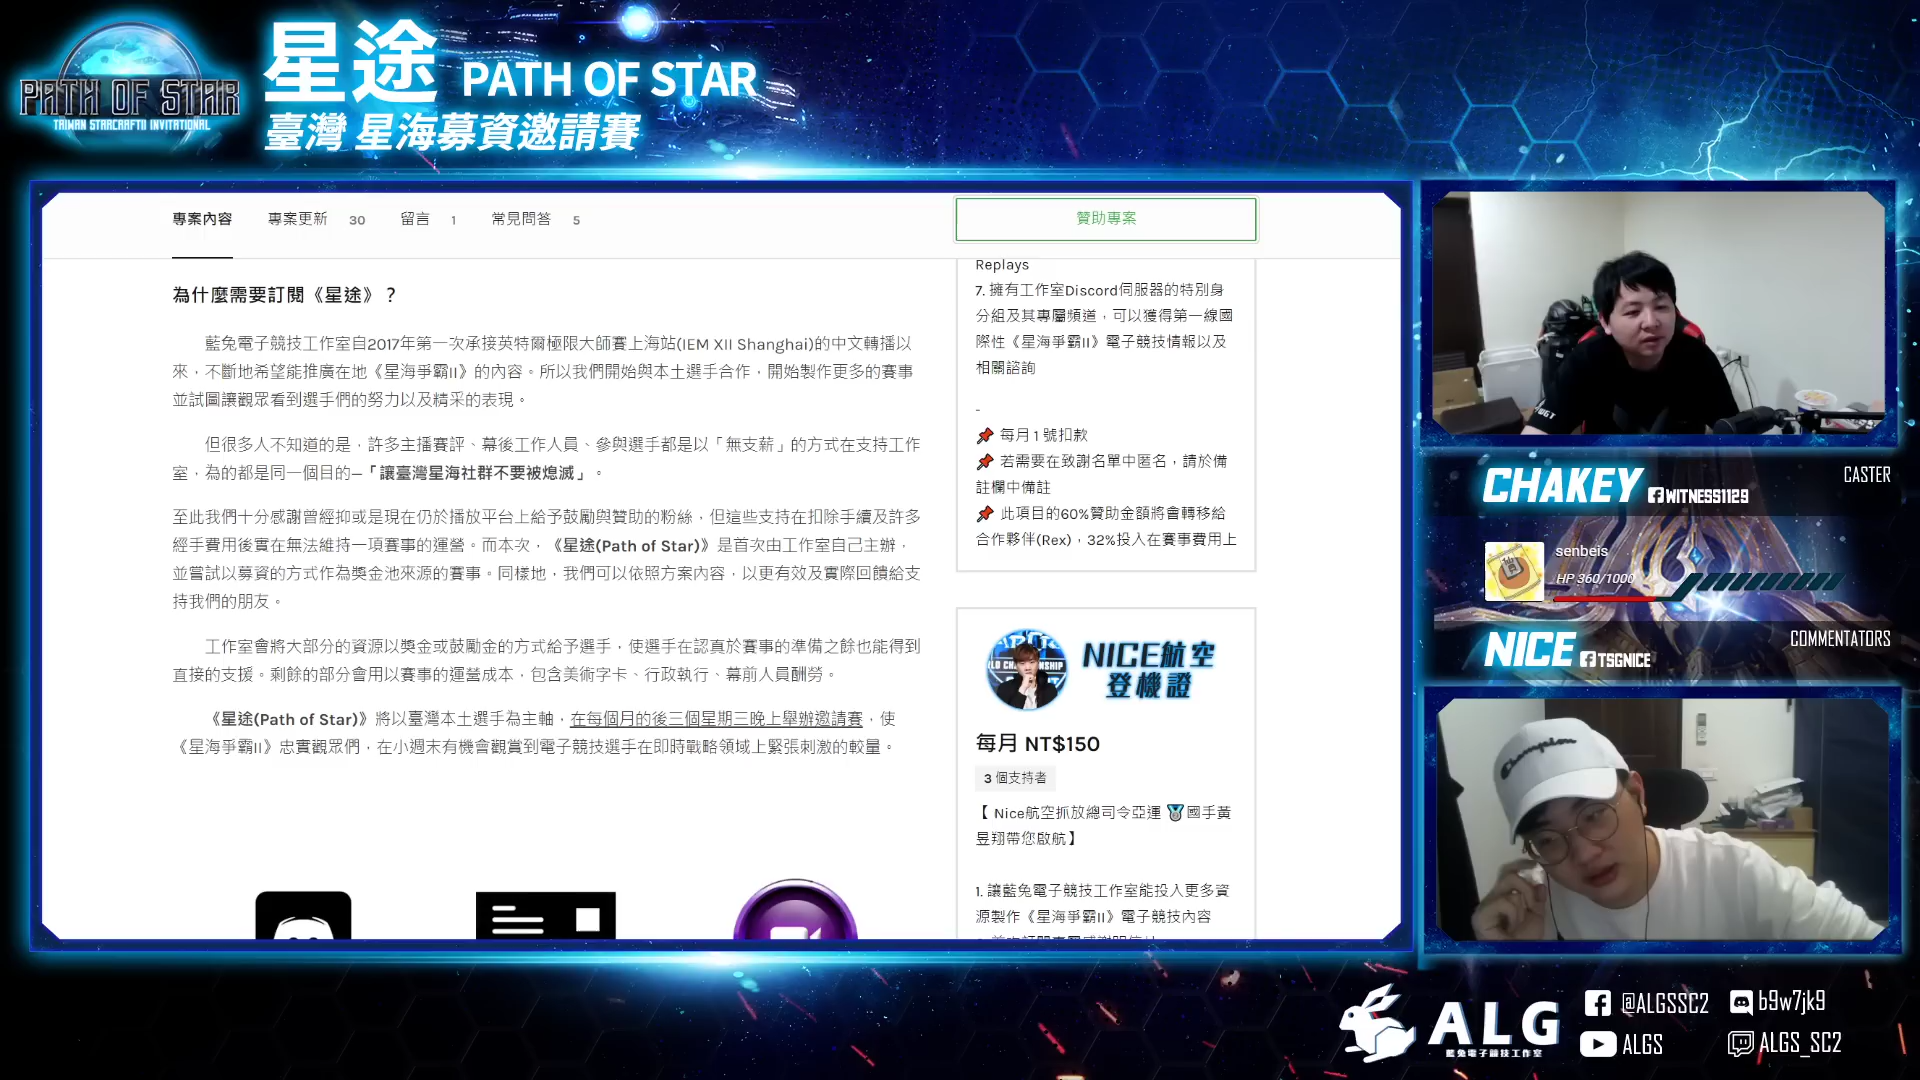 PATH OF STAR
TAIWAN STARCRAFTII INVITATIONAL
星途 PATH OF STAR
臺灣 星海募資邀請賽
專案內容 專案更新 30 留言 1 常見問答 5
贊助專案
為什麼需要訂閱《星途》？
藍兔電子競技工作室自2017年第一次承接英特爾極限大師賽上海站(IEM XII Shanghai)的中文轉播以
來，不斷地希望能推廣在地《星海爭霸II》的內容。所以我們開始與本土選手合作，開始製作更多的賽事
並試圖讓觀眾看到選手們的努力以及精采的表現。
但很多人不知道的是，許多主播賽評、幕後工作人員、參與選手都是以「無支薪」的方式在支持工作
室，為的都是同一個目的—「讓臺灣星海社群不要被熄滅」。
至此我們十分感謝曾經抑或是現在仍於播放平台上給予鼓勵與贊助的粉絲，但這些支持在扣除手續及許多
經手費用後實在無法維持一項賽事的運營。而本次，《星途(Path of Star)》是首次由工作室自己主辦，
並嘗試以募資的方式作為獎金池來源的賽事。同樣地，我們可以依照方案內容，以更有效及實際回饋給支
持我們的朋友。
工作室會將大部分的資源以獎金或鼓勵金的方式給予選手，使選手在認真於賽事的準備之餘也能得到
直接的支援。剩餘的部分會用以賽事的運營成本，包含美術字卡、行政執行、幕前人員酬勞。
《星途(Path of Star)》將以臺灣本土選手為主軸，在每個月的後三個星期三晚上舉辦邀請賽，使
《星海爭霸II》忠實觀眾們，在小週末有機會觀賞到電子競技選手在即時戰略領域上緊張刺激的較量。
Replays
7. 擁有工作室Discord伺服器的特別身
分組及其專屬頻道，可以獲得第一線國
際性《星海爭霸II》電子競技情報以及
相關諮詢
-
📌 每月 1 號扣款
📌 若需要在致謝名單中匿名，請於備
註欄中備註
📌 此項目的60%贊助金額將會轉移給
合作夥伴(Rex)，32%投入在賽事費用上
NICE航空
登機證
每月 NT$150
3 個支持者
【 Nice航空抓放總司令亞運 🥈國手黃
昱翔帶您啟航】
1. 讓藍兔電子競技工作室能投入更多資
源製作《星海爭霸II》電子競技內容
CHAKEY WITNESS1129 CASTER
senbeis
HP 360/1000
NICE TSGNICE COMMENTATORS
Champion
ALG
藍兔電子競技工作室
@ALGSSC2 b9w7jk9
ALGS ALGS_SC2